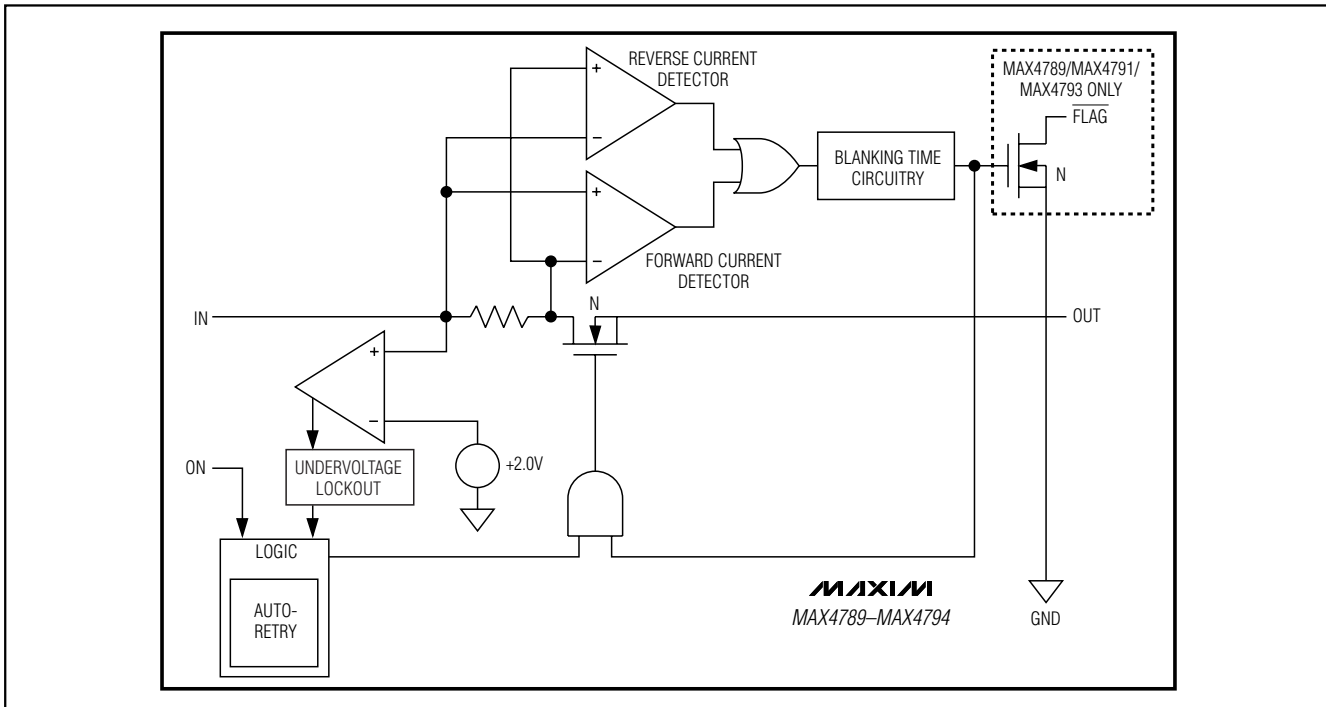 REVERSE CURRENT
DETECTOR
MAX4789/MAX4791/
MAX4793 ONLY
FLAG
+
−
BLANKING TIME
CIRCUITRY
N
+
−
FORWARD CURRENT
DETECTOR
N
IN
OUT
+
−
+2.0V
ON
UNDERVOLTAGE
LOCKOUT
LOGIC
AUTO-
RETRY
MAXIM
MAX4789–MAX4794
GND